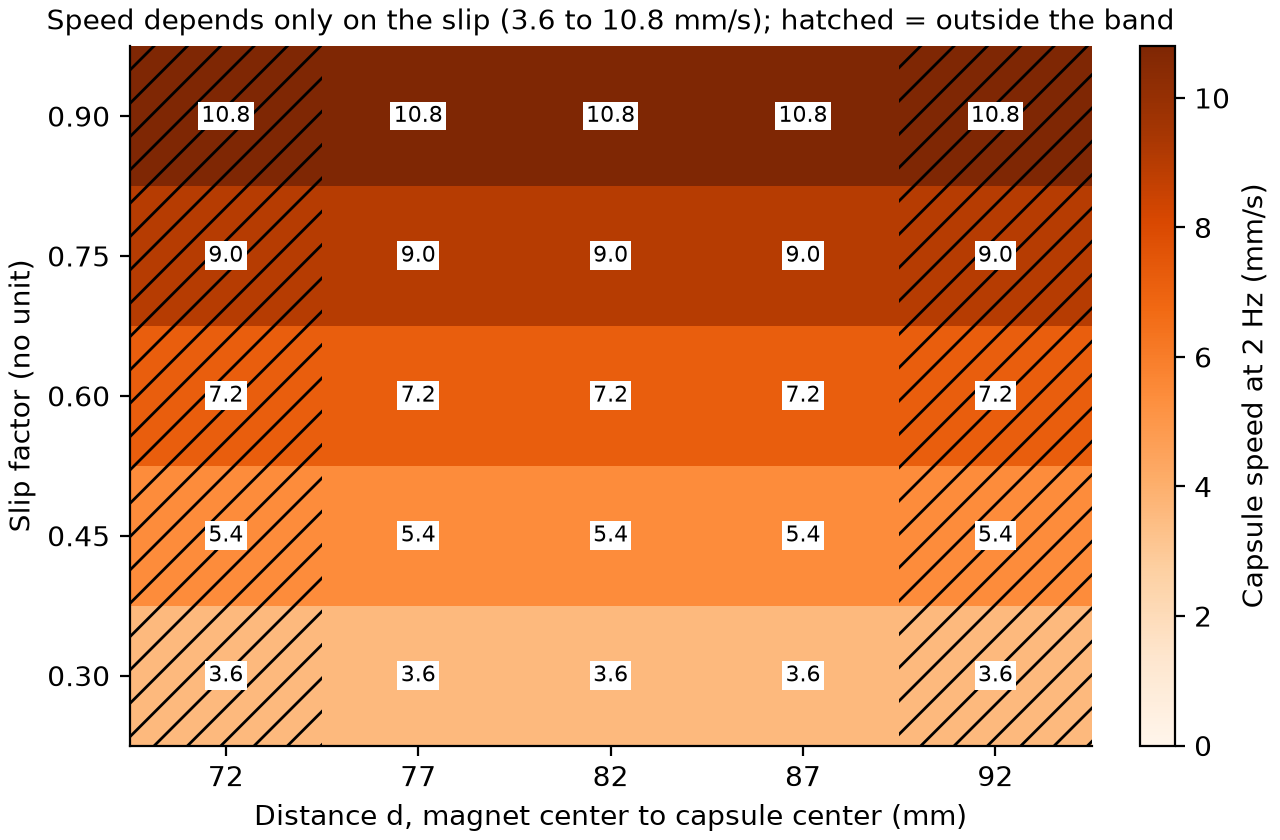 Speed depends only on the slip (3.6 to 10.8 mm/s); hatched = outside the band
Slip factor (no unit)
0.90
10.8 10.8 10.8 10.8 10.8
0.75
9.0 9.0 9.0 9.0 9.0
0.60
7.2 7.2 7.2 7.2 7.2
0.45
5.4 5.4 5.4 5.4 5.4
0.30
3.6 3.6 3.6 3.6 3.6
72 77 82 87 92
Distance d, magnet center to capsule center (mm)
10
8
6
4
2
0
Capsule speed at 2 Hz (mm/s)